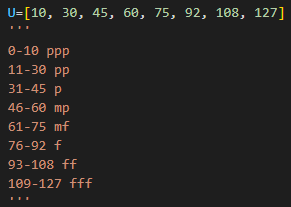 U=[10, 30, 45, 60, 75, 92, 108, 127]
'''
0-10 ppp
11-30 pp
31-45 p
46-60 mp
61-75 mf
76-92 f
93-108 ff
109-127 fff
'''